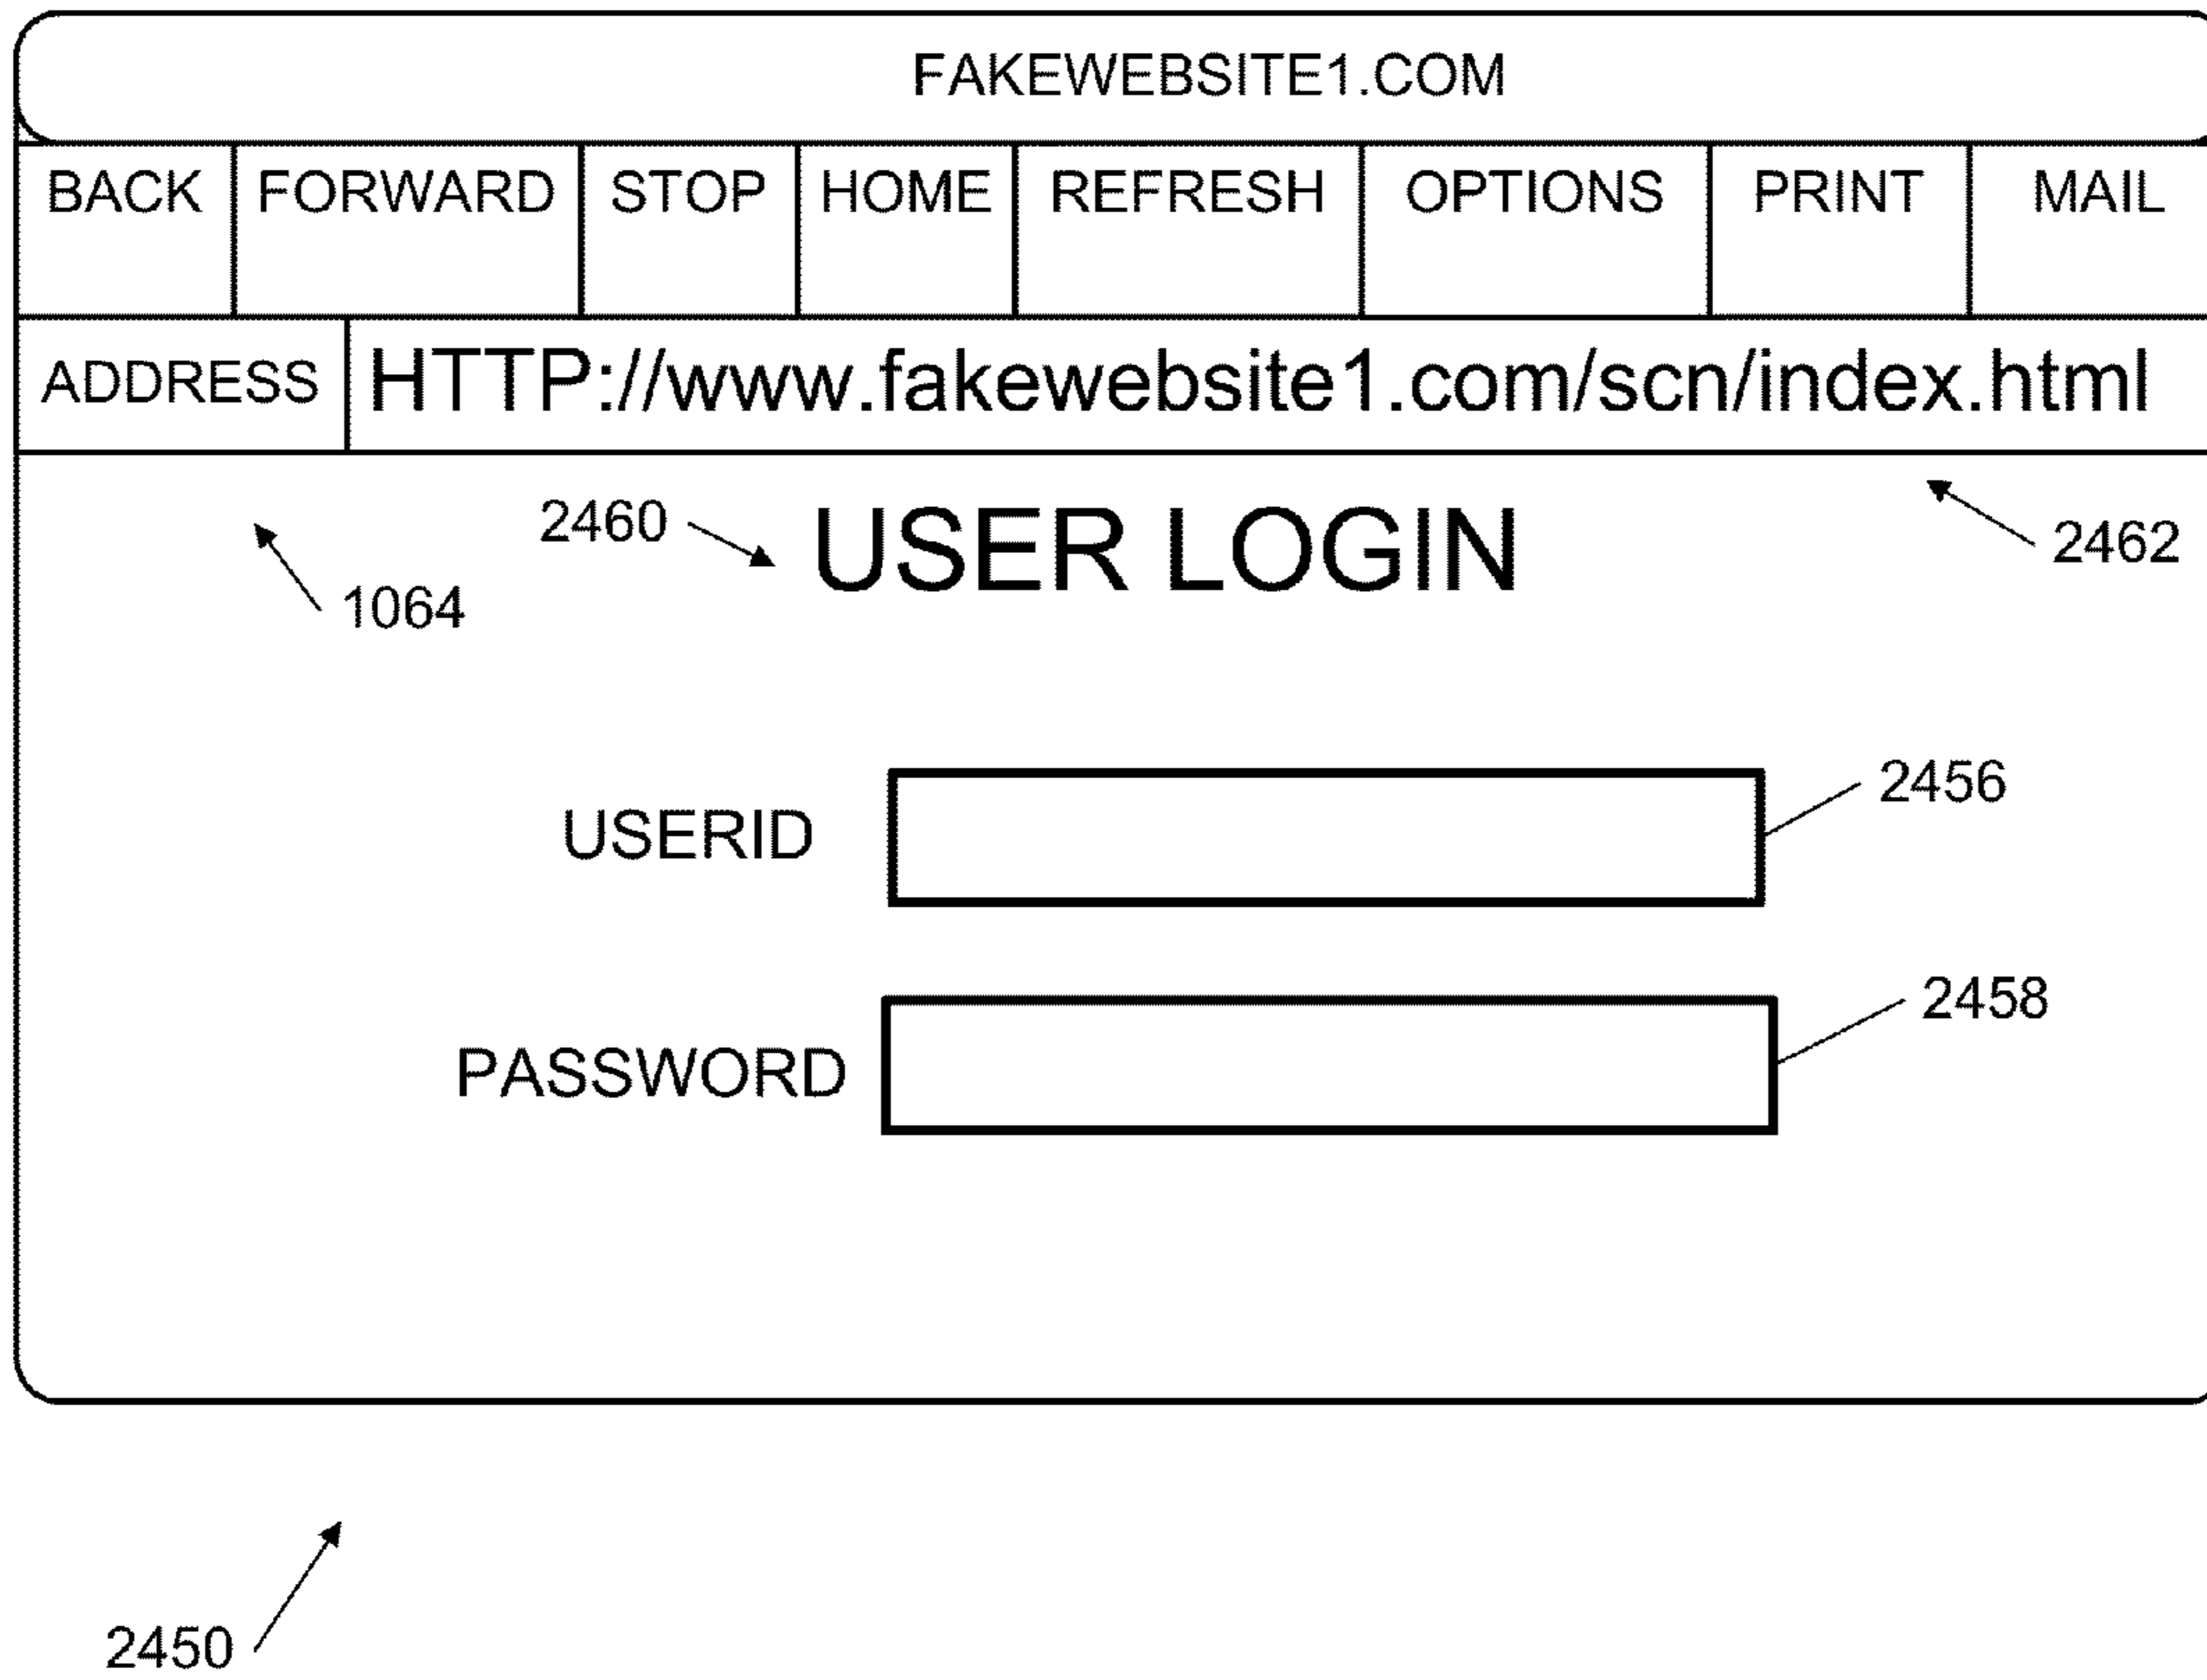 FAKEWEBSITE1.COM
BACK FORWARD STOP HOME REFRESH OPTIONS PRINT MAIL
ADDRESS HTTP://www.fakewebsite1.com/scn/index.html
2460 USER LOGIN 2462
1064
USERID 2456
PASSWORD 2458
2450